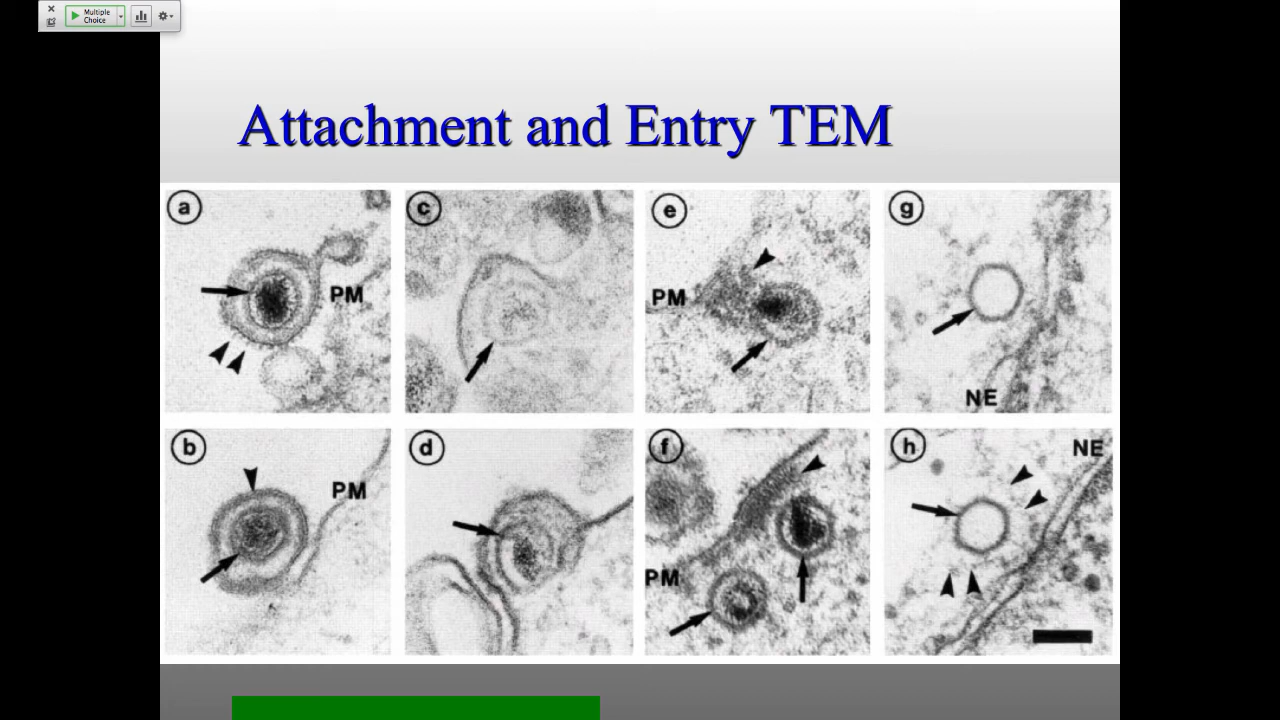 Multiple
Choice
Attachment and Entry TEM
a
c
e
g
PM
PM
NE
b
d
f
h
PM
PM
NE